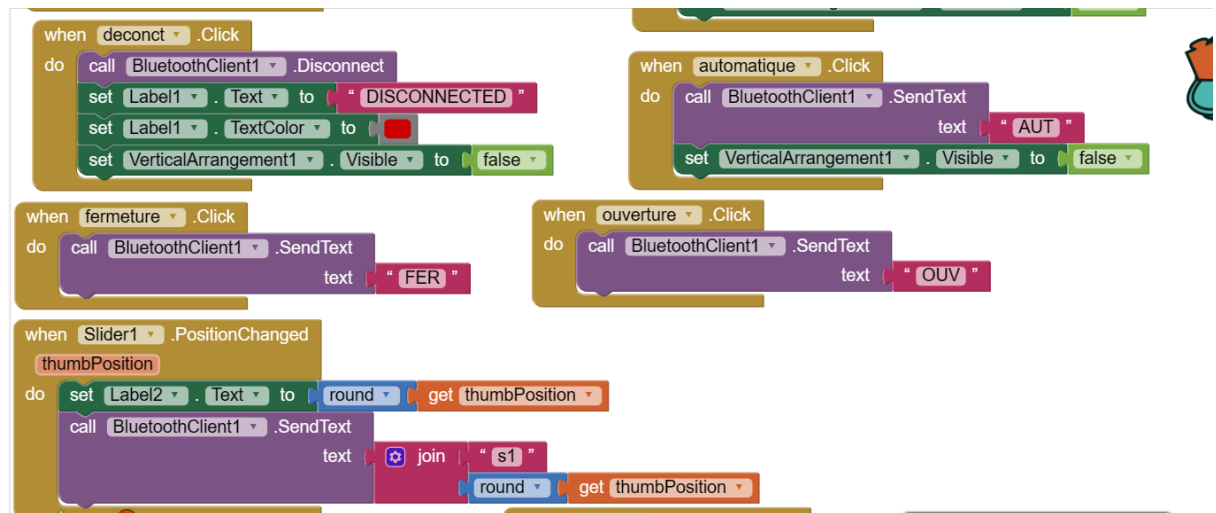 when deconct .Click
do call BluetoothClient1 .Disconnect
set Label1 . Text to " DISCONNECTED "
set Label1 . TextColor to
set VerticalArrangement1 . Visible to false
when automatique .Click
do call BluetoothClient1 .SendText
text " AUT "
set VerticalArrangement1 . Visible to false
when fermeture .Click
do call BluetoothClient1 .SendText
text " FER "
when ouverture .Click
do call BluetoothClient1 .SendText
text " OUV "
when Slider1 .PositionChanged
thumbPosition
do set Label2 . Text to round get thumbPosition
call BluetoothClient1 .SendText
text join " s1 "
round get thumbPosition